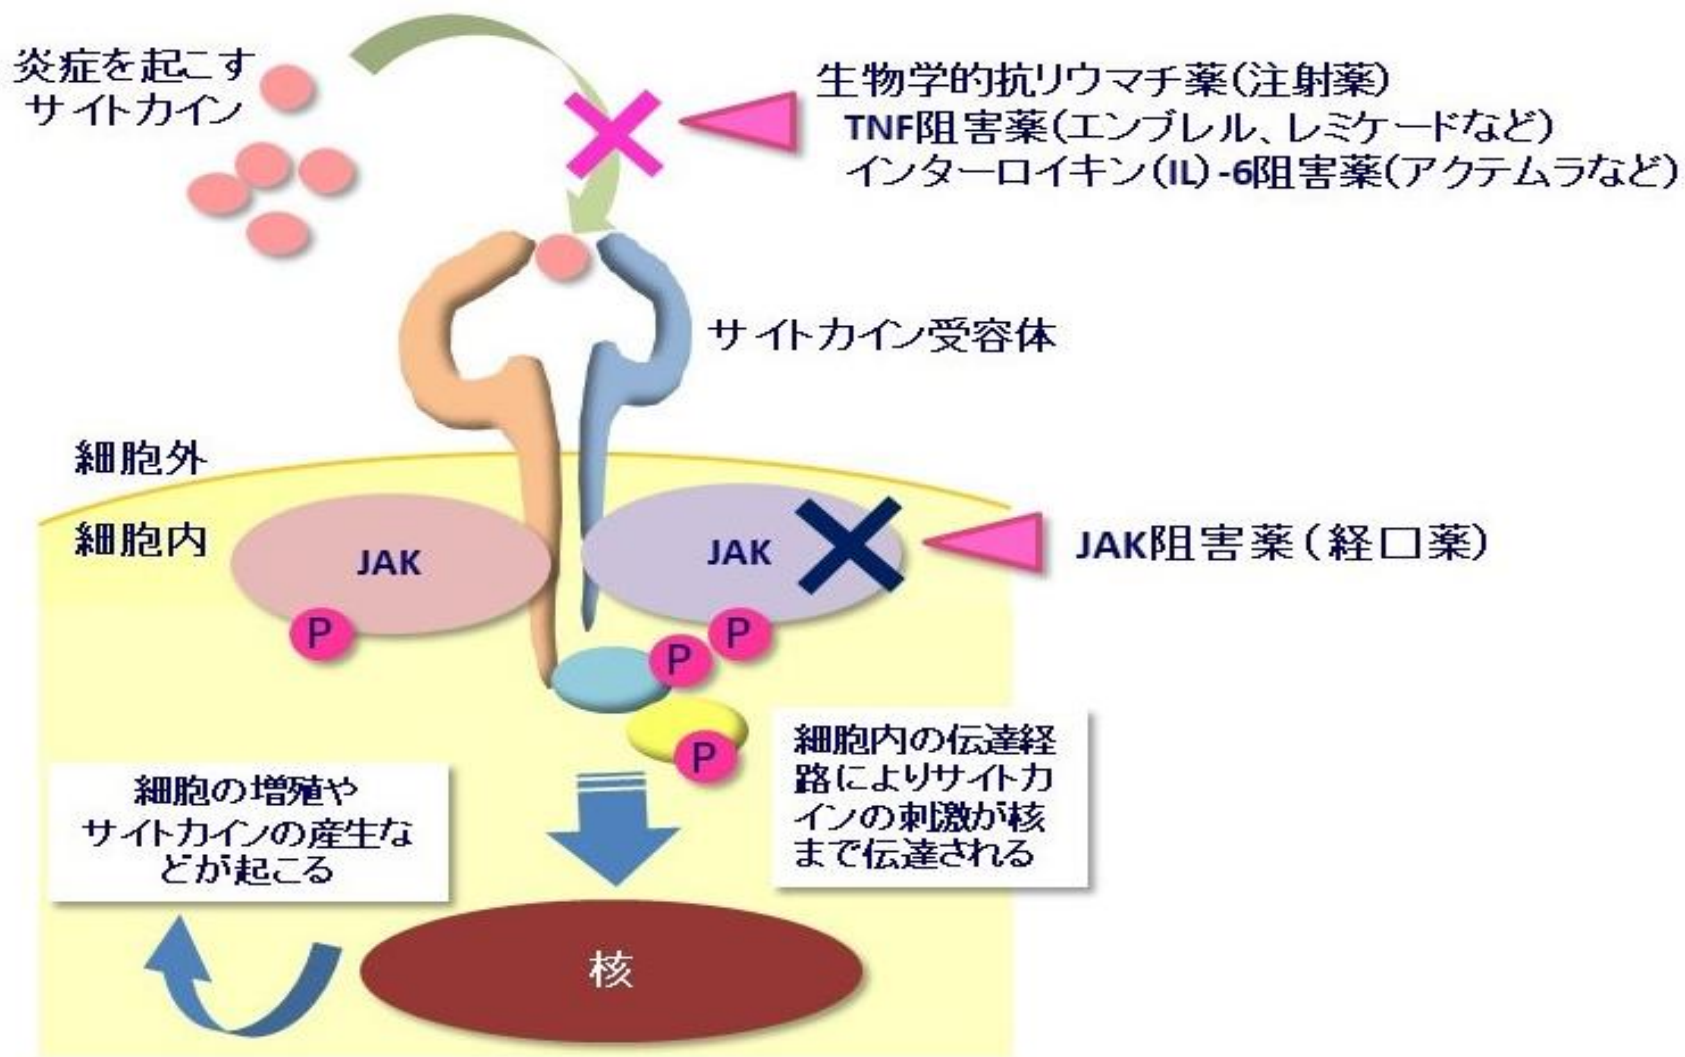 炎症を起こす
サイトカイン
生物学的抗リウマチ薬(注射薬)
TNF阻害薬(エンブレル、レミケードなど)
インターロイキン(IL)-6阻害薬(アクテムラなど)
サイトカイン受容体
細胞外
細胞内
JAK
JAK
JAK阻害薬(経口薬)
P
P
P
P
細胞内の伝達経
路によりサイトカ
インの刺激が核
まで伝達される
細胞の増殖や
サイトカインの産生な
どが起こる
核